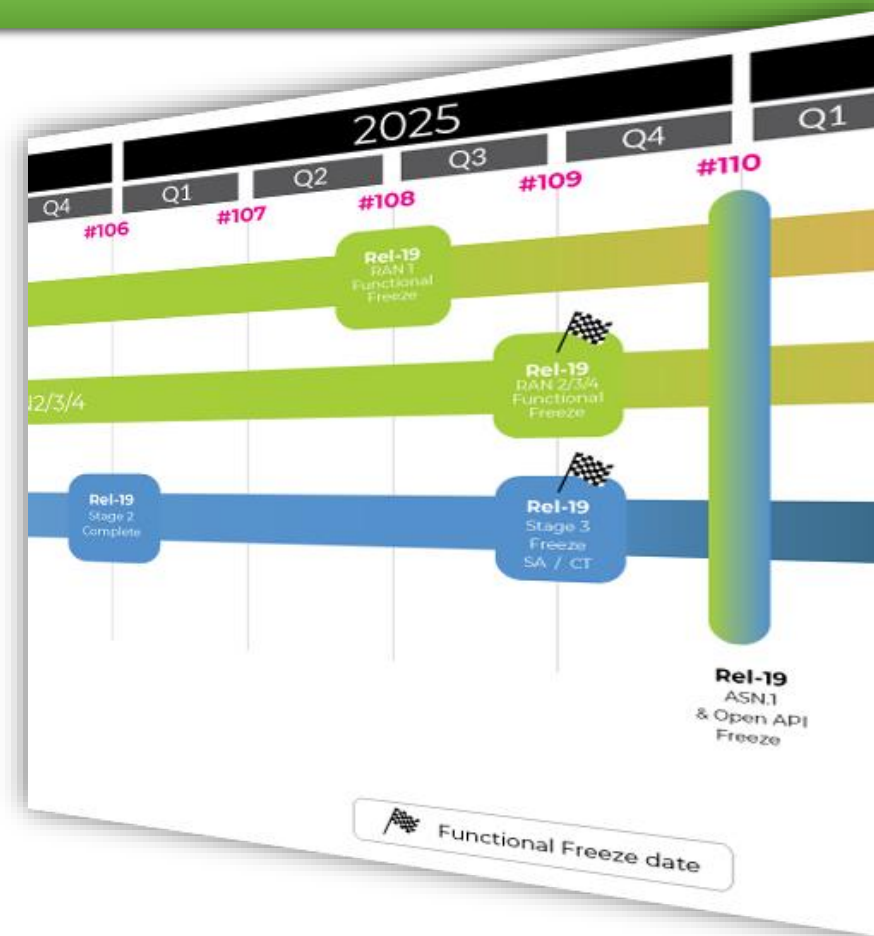 2025
Q4
Q1
Q2
Q3
Q4
Q1
#106
#107
#108
#109
#110
Rel-19
RAN 1
Functional
Freeze
Rel-19
RAN 2/3/4
Functional
Freeze
2/3/4
Rel-19
Stage 2
Complete
Rel-19
Stage 3
Freeze
SA / CT
Rel-19
ASN.1
& Open API
Freeze
Functional Freeze date